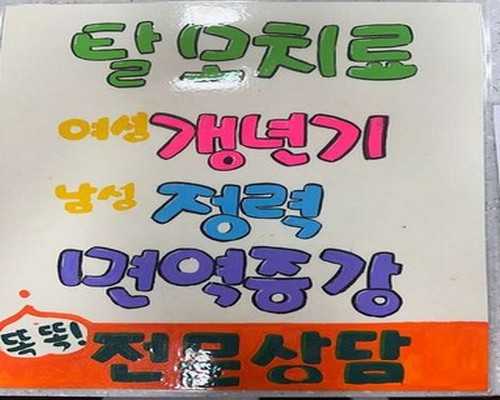 탈모치료
여성 갱년기
남성 정력
면역증강
똑똑! 전문상담